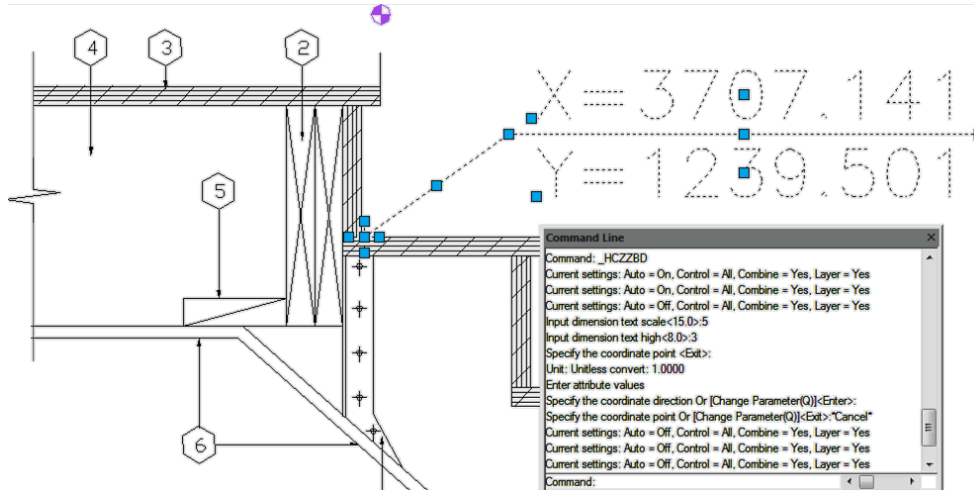 4
3
2
X=3707.141
Y=1239.501
5
6
Command Line
Command: _HCZZBD
Current settings: Auto = On, Control = All, Combine = Yes, Layer = Yes
Current settings: Auto = On, Control = All, Combine = Yes, Layer = Yes
Current settings: Auto = Off, Control = All, Combine = Yes, Layer = Yes
Input dimension text scale<15.0>:5
Input dimension text high<8.0>:3
Specify the coordinate point <Exit>:
Unit: Unitless convert: 1.0000
Enter attribute values
Specify the coordinate direction Or [Change Parameter(Q)]<Enter>:
Specify the coordinate point Or [Change Parameter(Q)]<Exit>:*Cancel*
Current settings: Auto = Off, Control = All, Combine = Yes, Layer = Yes
Current settings: Auto = Off, Control = All, Combine = Yes, Layer = Yes
Current settings: Auto = Off, Control = All, Combine = Yes, Layer = Yes
Command: